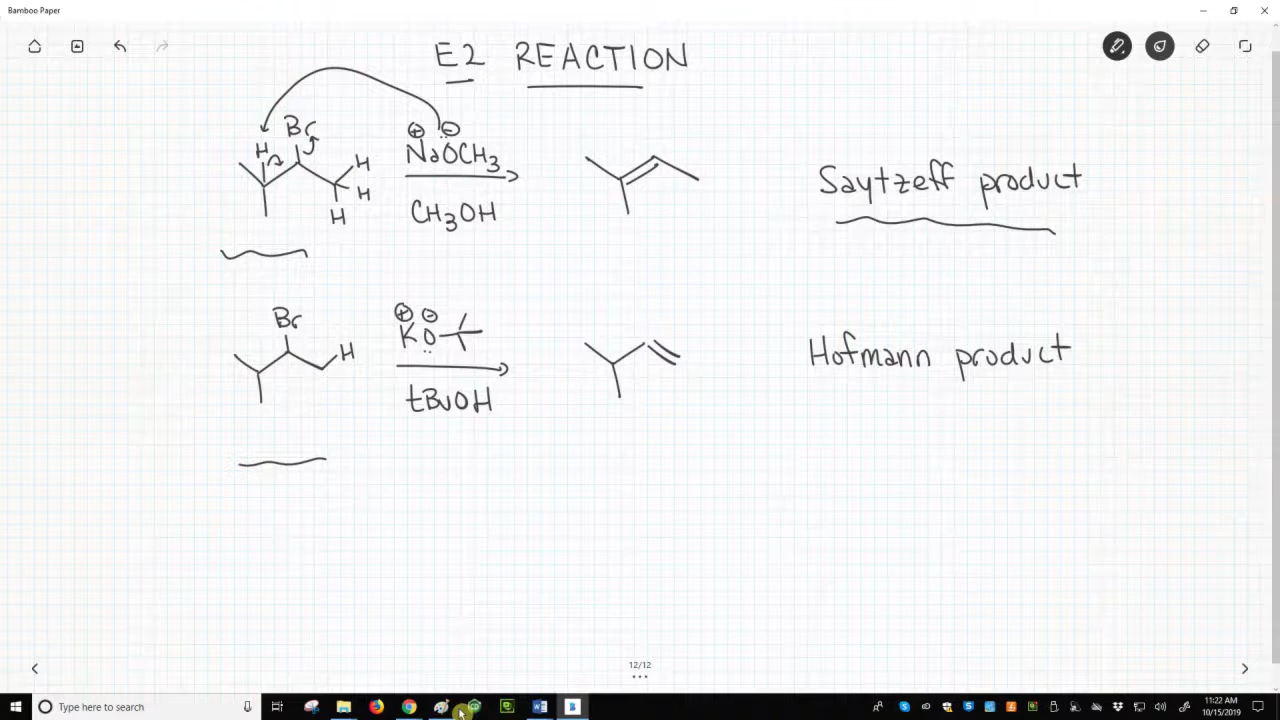 Bamboo Paper
E2 REACTION
Br
H
H
H
H
⊕ ⊖
NaOCH3
CH3OH
Saytzeff product
Br
H
⊕ ⊖
KO
tBuOH
Hofmann product
12/12
Type here to search
11:22 AM
10/15/2019